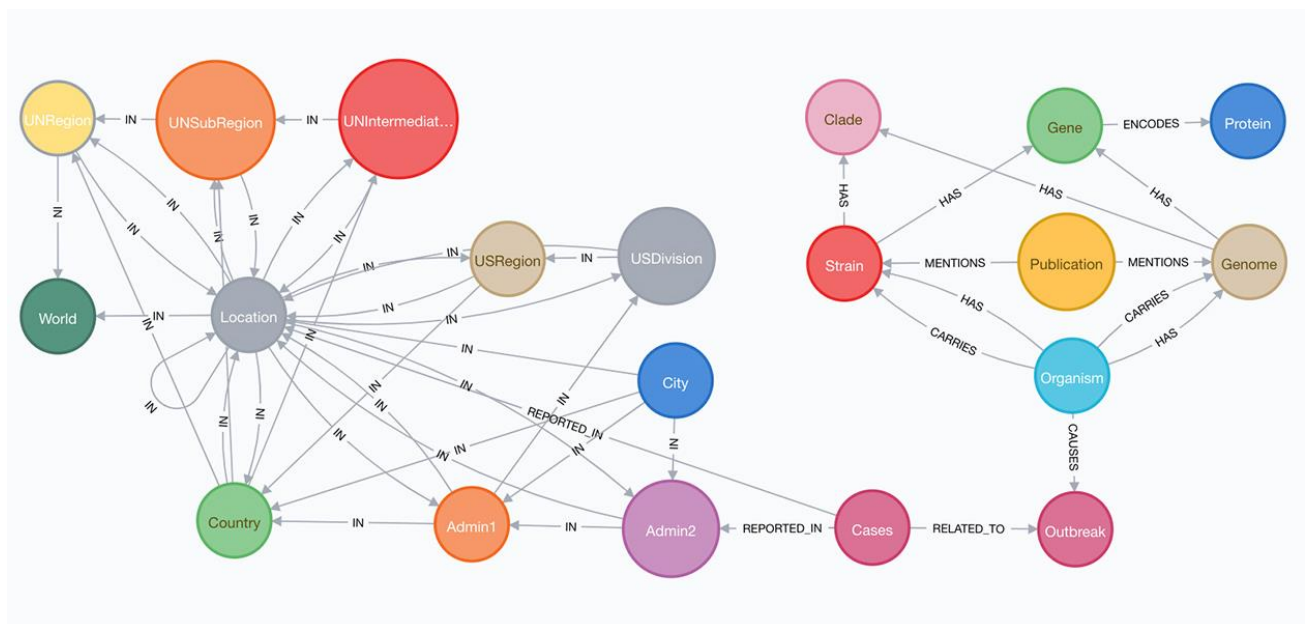 UNRegion
IN
UNSubRegion
IN
UNIntermediat...
Clade
Gene
ENCODES
Protein
IN
IN
IN
IN
IN
IN
IN
IN
HAS
HAS
HAS
HAS
USRegion
IN
USDivision
IN
IN
Strain
MENTIONS
Publication
MENTIONS
Genome
World
IN
Location
IN
IN
IN
HAS
CARRIES
CARRIES
HAS
IN
IN
City
Organism
IN
IN
IN
IN
IN
IN
IN
REPORTED_IN
IN
IN
IN
IN
IN
CAUSES
Country
IN
Admin1
IN
Admin2
REPORTED_IN
Cases
RELATED_TO
Outbreak